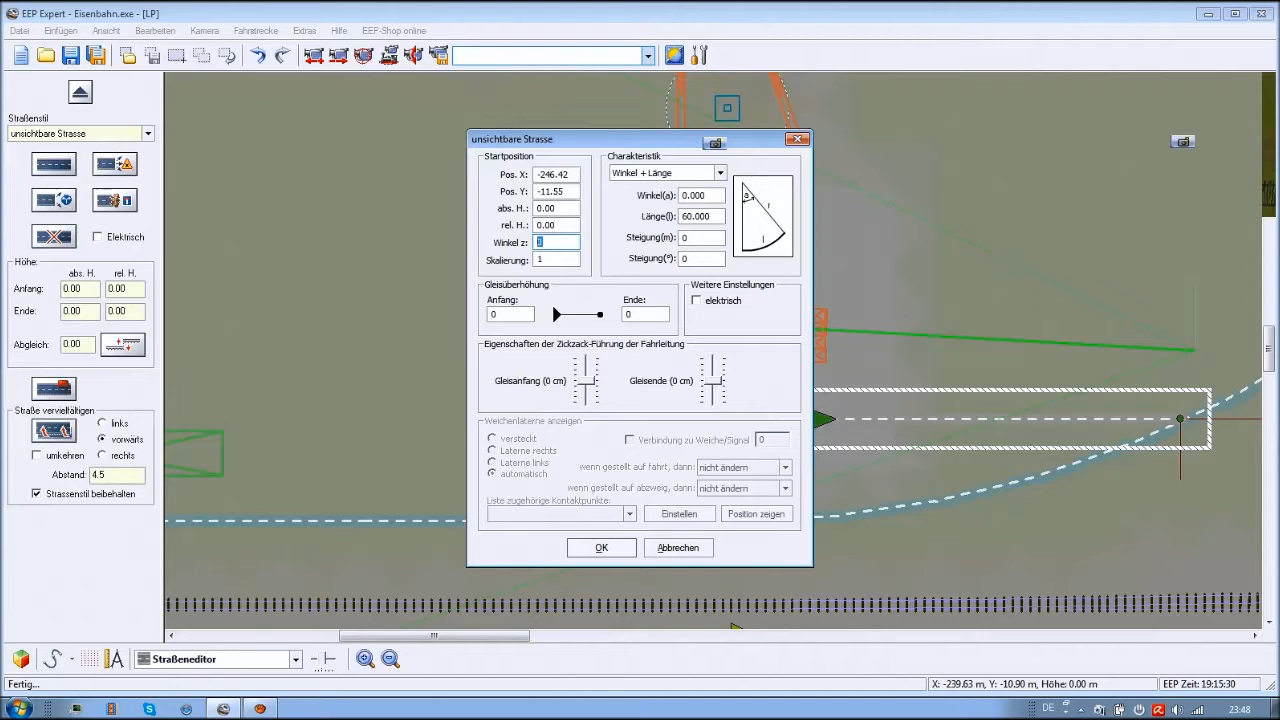 EEP Expert - Eisenbahn.exe - [LP]
Datei Einfügen Ansicht Bearbeiten Kamera Fahrstrecke Extras Hilfe EEP-Shop online
Straßenstil
unsichtbare Strasse
Elektrisch
Höhe:
abs. H. rel. H.
Anfang: 0.00 0.00
Ende: 0.00 0.00
Abgleich: 0.00
Straße vervielfältigen
links
vorwärts
umkehren rechts
Abstand: 4.5
Strassenstil beibehalten
unsichtbare Strasse
Startposition
Pos. X: -246.42
Pos. Y: -11.55
abs. H.: 0.00
rel. H.: 0.00
Winkel z:
Skalierung: 1
Charakteristik
Winkel + Länge
Winkel(a): 0.000
Länge(l): 60.000
Steigung(m): 0
Steigung(°): 0
a
r
l
Gleisüberhöhung
Anfang: Ende:
0 0
Weitere Einstellungen
elektrisch
Eigenschaften der Zickzack-Führung der Fahrleitung
Gleisanfang (0 cm) Gleisende (0 cm)
Weichenlaterne anzeigen
versteckt
Laterne rechts
Laterne links
automatisch
Verbindung zu Weiche/Signal 0
wenn gestellt auf fahrt, dann: nicht ändern
wenn gestellt auf abzweig, dann: nicht ändern
Liste zugehörige Kontaktpunkte:
Einstellen Position zeigen
OK Abbrechen
Straßeneditor
Fertig... X: -239.63 m, Y: -10.90 m, Höhe: 0.00 m EEP Zeit: 19:15:30
DE 23:48